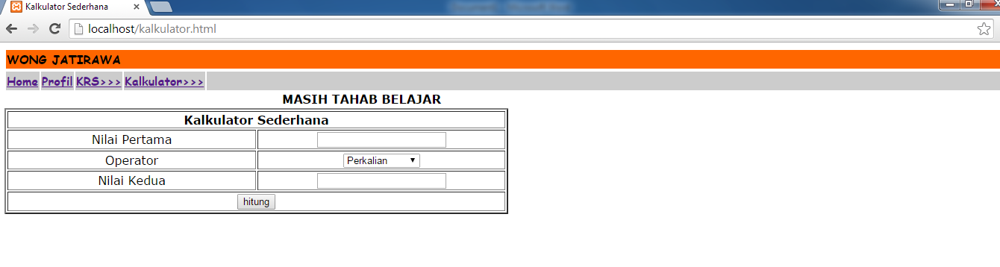 Kalkulator Sederhana
localhost/kalkulator.html
WONG JATIRAWA
Home Profil KRS>>> Kalkulator>>>
MASIH TAHAB BELAJAR
Kalkulator Sederhana
Nilai Pertama
Operator Perkalian
Nilai Kedua
hitung